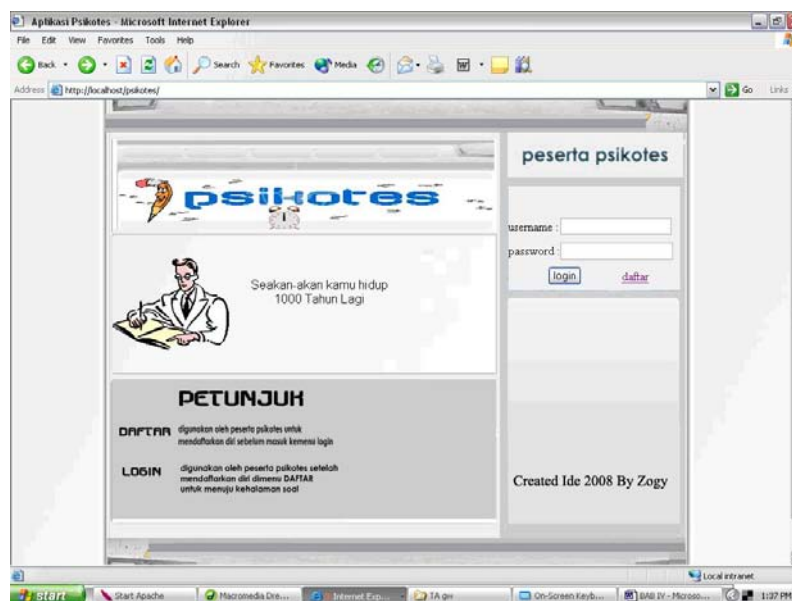 Aplikasi Psikotes - Microsoft Internet Explorer
File Edit View Favorites Tools Help
Back Search Favorites Media
Address http://localhost/psikotes/ Go Links
psikotes
peserta psikotes
username :
password :
login daftar
Seakan-akan kamu hidup
1000 Tahun Lagi
PETUNJUK
DAFTAR digunakan oleh peserta psikotes untuk
mendaftarkan diri sebelum masuk kemenu login
LOGIN digunakan oleh peserta psikotes setelah
mendaftarkan diri dimenu DAFTAR
untuk menuju kehalaman soal
Created Ide 2008 By Zogy
Local intranet
start Start Apache Macromedia Dre... Internet Exp... TA gw On-Screen Keyb... BAB IV - Microso... 1:37 PM